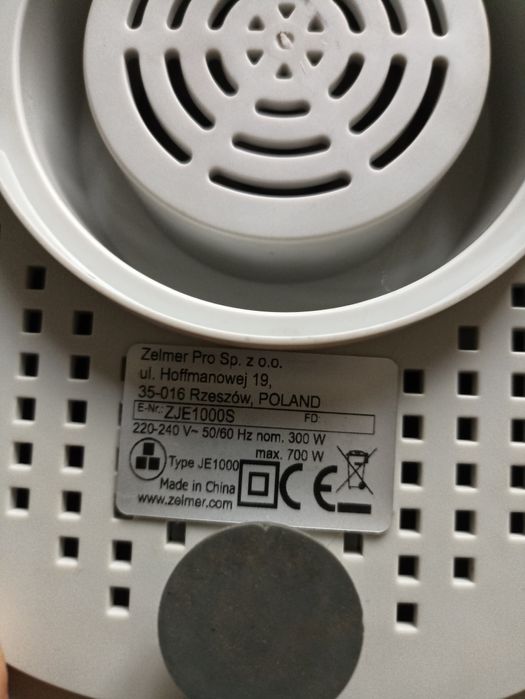 Zelmer Pro Sp. z o.o.
ul. Hoffmanowej 19,
35-016 Rzeszów, POLAND
E-Nr.: ZJE1000S FD:
220-240 V~ 50/60 Hz nom. 300 W
max. 700 W
Type JE1000
Made in China
www.zelmer.com
CE